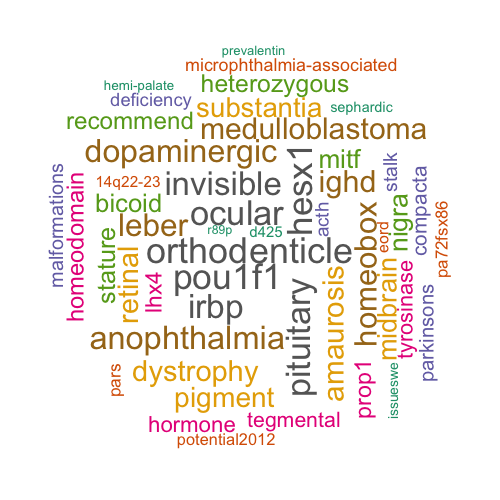 prevalentin
microphthalmia-associated
hemi-palate
heterozygous
deficiency
substantia
sephardic
recommend
medulloblastoma
dopaminergic
mitf
stalk
malformations
homeodomain
14q22-23
invisible
hesx1
ighd
bicoid
leber
ocular
acth
homeobox
nigra
compacta
stature
retinal
r89p
d425
eord
pa72fsx86
orthodenticle
lhx4
pou1f1
irbp
pituitary
amaurosis
midbrain
tyrosinase
parkinsons
anophthalmia
pars
dystrophy
prop1
issueswe
pigment
hormone
tegmental
potential2012